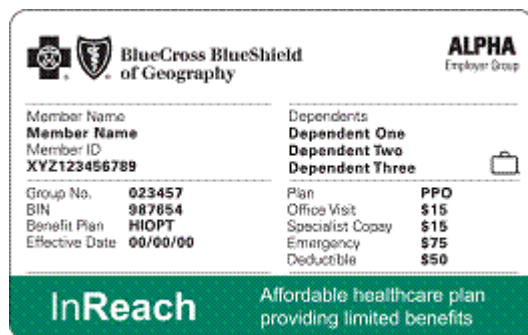 BlueCross BlueShield
of Geography
ALPHA
Employer Group
Member Name
Member Name
Member ID
XYZ123456789
Dependents
Dependent One
Dependent Two
Dependent Three
Group No. 023457
BIN 987654
Benefit Plan HIOPT
Effective Date 00/00/00
Plan PPO
Office Visit $15
Specialist Copay $15
Emergency $75
Deductible $50
InReach
Affordable healthcare plan
providing limited benefits